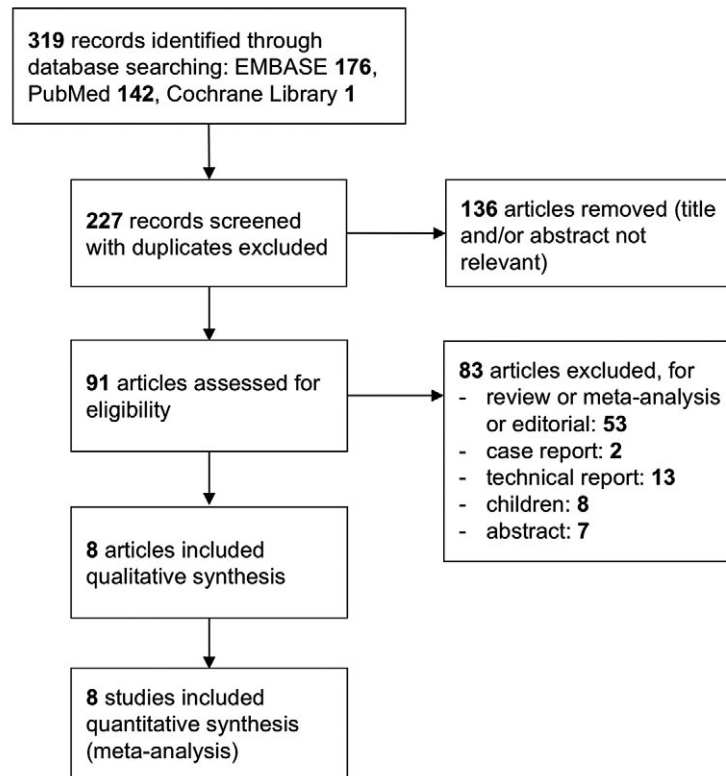 319 records identified through
database searching: EMBASE 176,
PubMed 142, Cochrane Library 1
227 records screened
with duplicates excluded
136 articles removed (title
and/or abstract not
relevant)
91 articles assessed for
eligibility
83 articles excluded, for
- review or meta-analysis
or editorial: 53
- case report: 2
- technical report: 13
- children: 8
- abstract: 7
8 articles included
qualitative synthesis
8 studies included
quantitative synthesis
(meta-analysis)